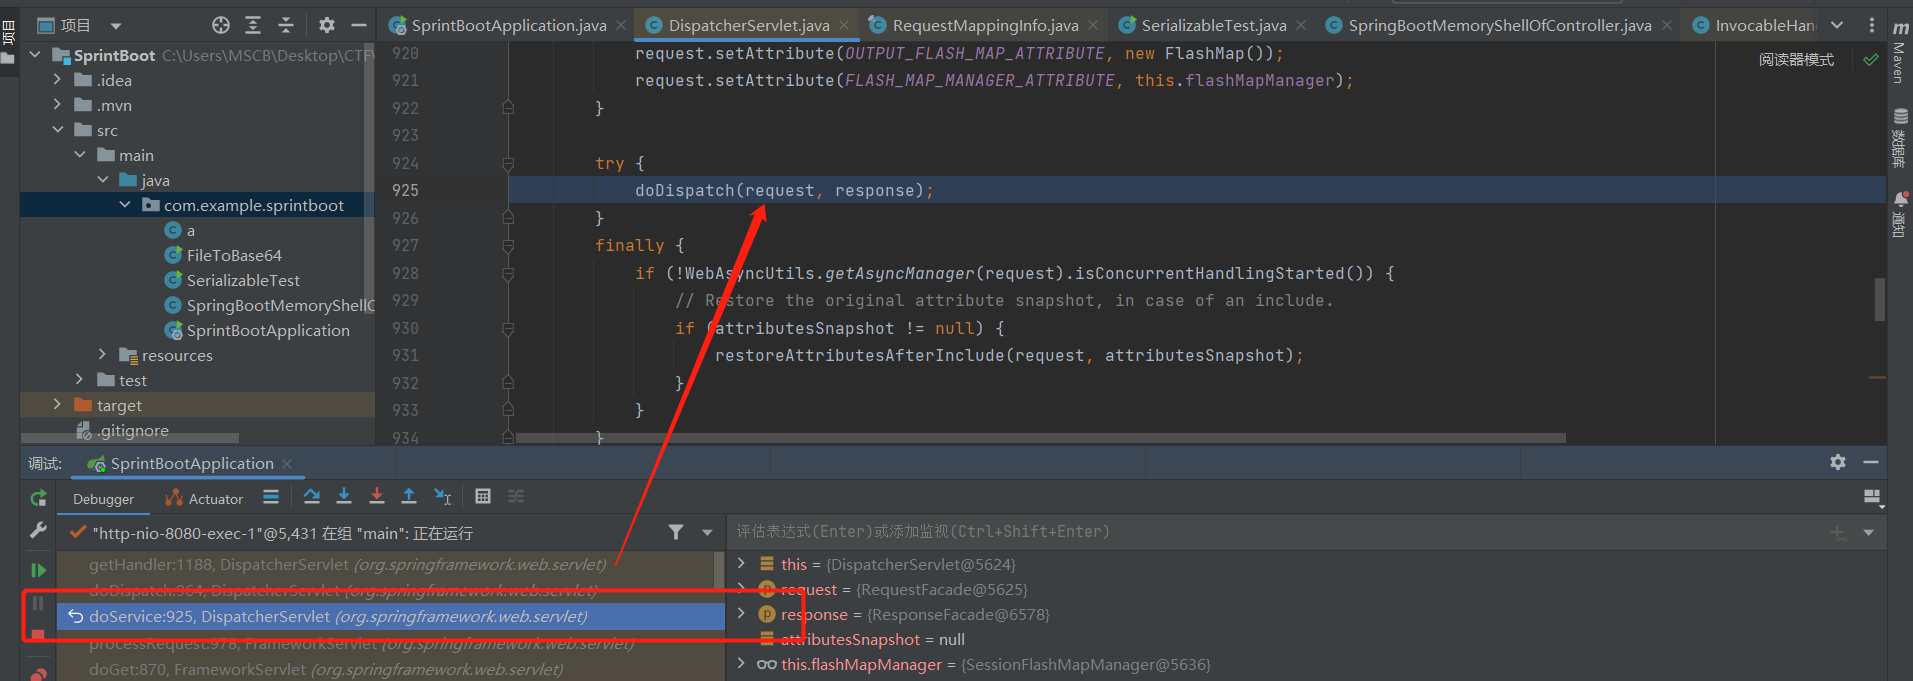 项目
SprintBootApplication.java
DispatcherServlet.java
RequestMappingInfo.java
SerializableTest.java
SpringBootMemoryShellOfController.java
InvocableHan
项目
SprintBoot C:\Users\MSCB\Desktop\CTF
.idea
.mvn
src
main
java
com.example.sprintboot
a
FileToBase64
SerializableTest
SpringBootMemoryShellO
SprintBootApplication
resources
test
target
.gitignore
920 request.setAttribute(OUTPUT_FLASH_MAP_ATTRIBUTE, new FlashMap());
921 request.setAttribute(FLASH_MAP_MANAGER_ATTRIBUTE, this.flashMapManager);
922 }
923
924 try {
925 doDispatch(request, response);
926 }
927 finally {
928 if (!WebAsyncUtils.getAsyncManager(request).isConcurrentHandlingStarted()) {
929 // Restore the original attribute snapshot, in case of an include.
930 if (attributesSnapshot != null) {
931 restoreAttributesAfterInclude(request, attributesSnapshot);
932 }
933 }
934 }
阅读器模式
m
Maven
数据库
通知
调试: SprintBootApplication
Debugger Actuator
"http-nio-8080-exec-1"@5,431 在组 "main": 正在运行
getHandler:1188, DispatcherServlet (org.springframework.web.servlet)
doDispatch:964, DispatcherServlet (org.springframework.web.servlet)
doService:925, DispatcherServlet (org.springframework.web.servlet)
processRequest:978, FrameworkServlet (org.springframework.web.servlet)
doGet:870, FrameworkServlet (org.springframework.web.servlet)
评估表达式(Enter)或添加监视(Ctrl+Shift+Enter)
this = {DispatcherServlet@5624}
request = {RequestFacade@5625}
response = {ResponseFacade@6578}
attributesSnapshot = null
this.flashMapManager = {SessionFlashMapManager@5636}